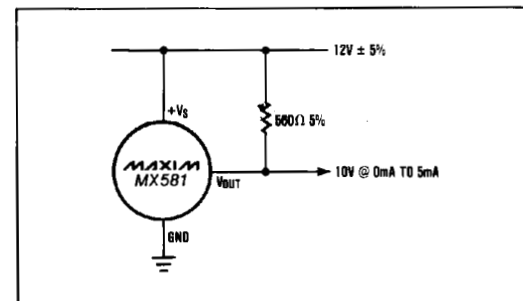 12V ± 5%
+VS
560Ω 5%
MAXIM
MX581
VOUT
10V @ 0mA TO 5mA
GND